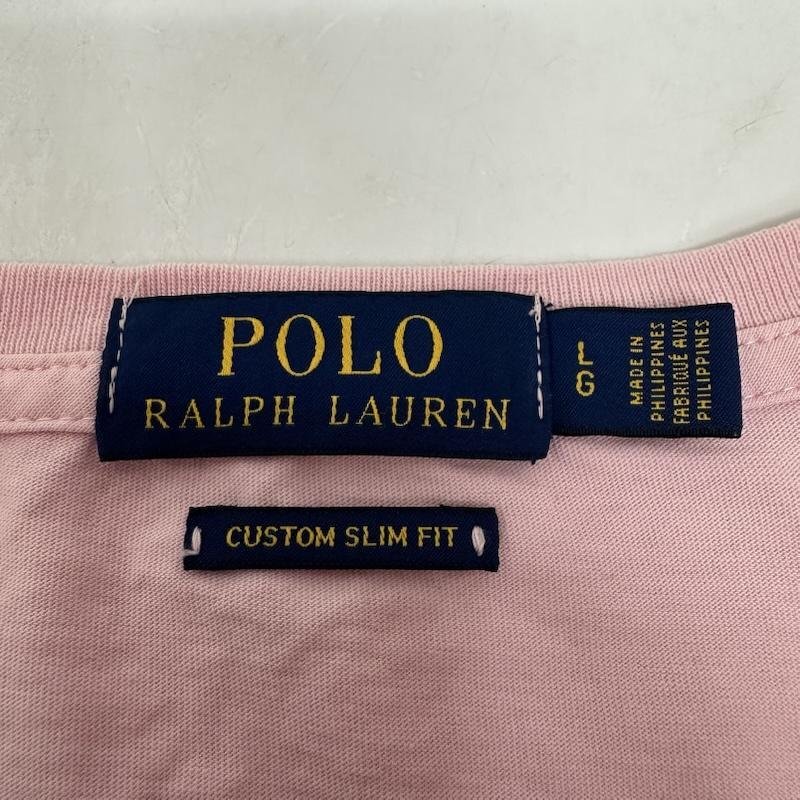 POLO
RALPH LAUREN
LG
MADE IN
PHILIPPINES
FABRIQUÉ AUX
PHILIPPINES
CUSTOM SLIM FIT